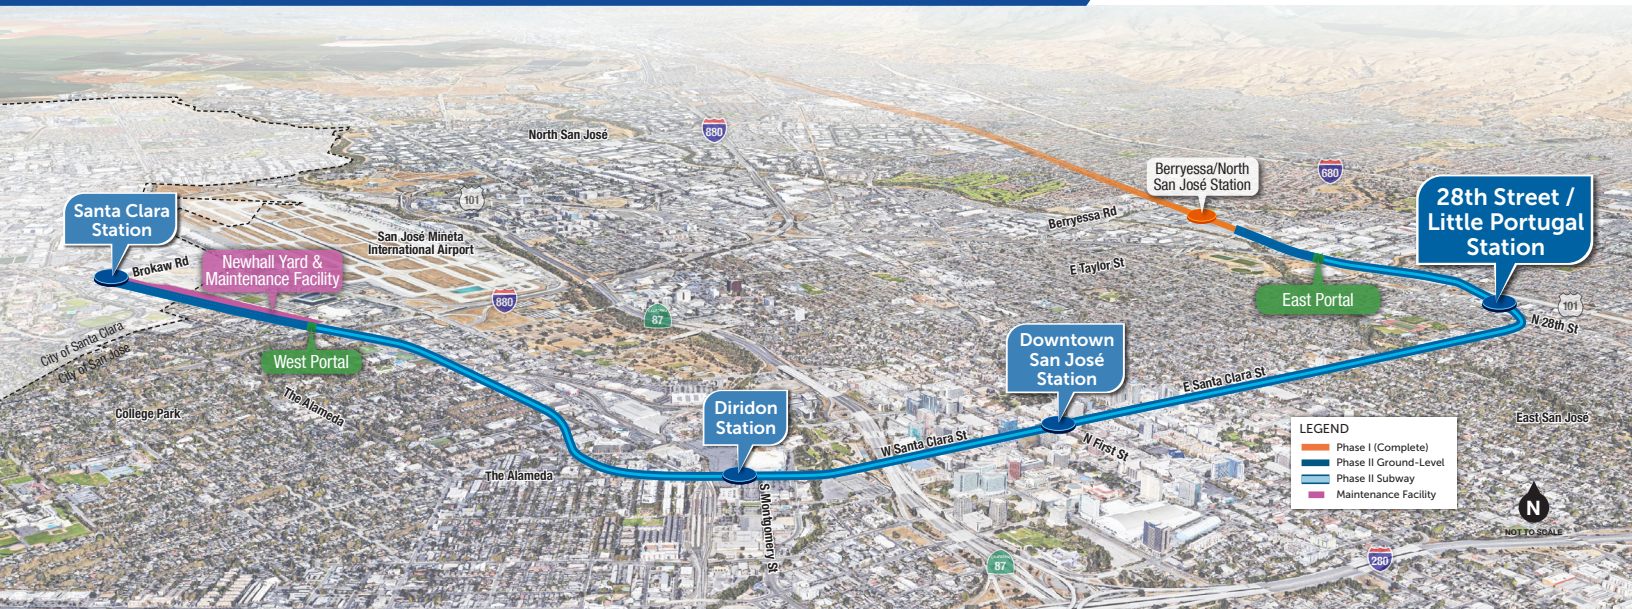 North San José
880
Berryessa/North
San José Station
680
28th Street /
Little Portugal
Station
Santa Clara
Station
101
Berryessa Rd
San José Mineta
International Airport
Brokaw Rd
Newhall Yard &
Maintenance Facility
E Taylor St
East Portal
880
87
101
N 28th St
City of Santa Clara
City of San José
West Portal
Downtown
San José
Station
E Santa Clara St
The Alameda
College Park
Diridon
Station
East San José
W Santa Clara St
N First St
LEGEND
Phase I (Complete)
Phase II Ground-Level
Phase II Subway
Maintenance Facility
The Alameda
S Montgomery St
N
NOT TO SCALE
CALIFORNIA
87
280